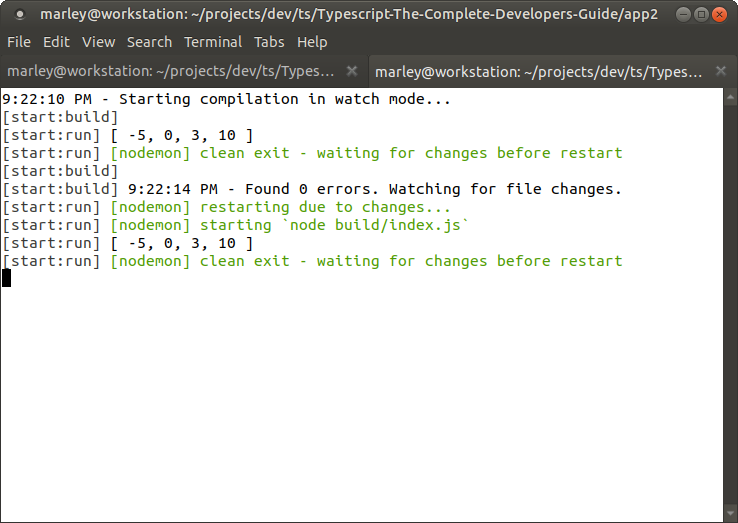 marley@workstation: ~/projects/dev/ts/Typescript-The-Complete-Developers-Guide/app2
File Edit View Search Terminal Tabs Help
marley@workstation: ~/projects/dev/ts/Types... marley@workstation: ~/projects/dev/ts/Types...
9:22:10 PM - Starting compilation in watch mode...
[start:build]
[start:run] [ -5, 0, 3, 10 ]
[start:run] [nodemon] clean exit - waiting for changes before restart
[start:build]
[start:build] 9:22:14 PM - Found 0 errors. Watching for file changes.
[start:run] [nodemon] restarting due to changes...
[start:run] [nodemon] starting `node build/index.js`
[start:run] [ -5, 0, 3, 10 ]
[start:run] [nodemon] clean exit - waiting for changes before restart